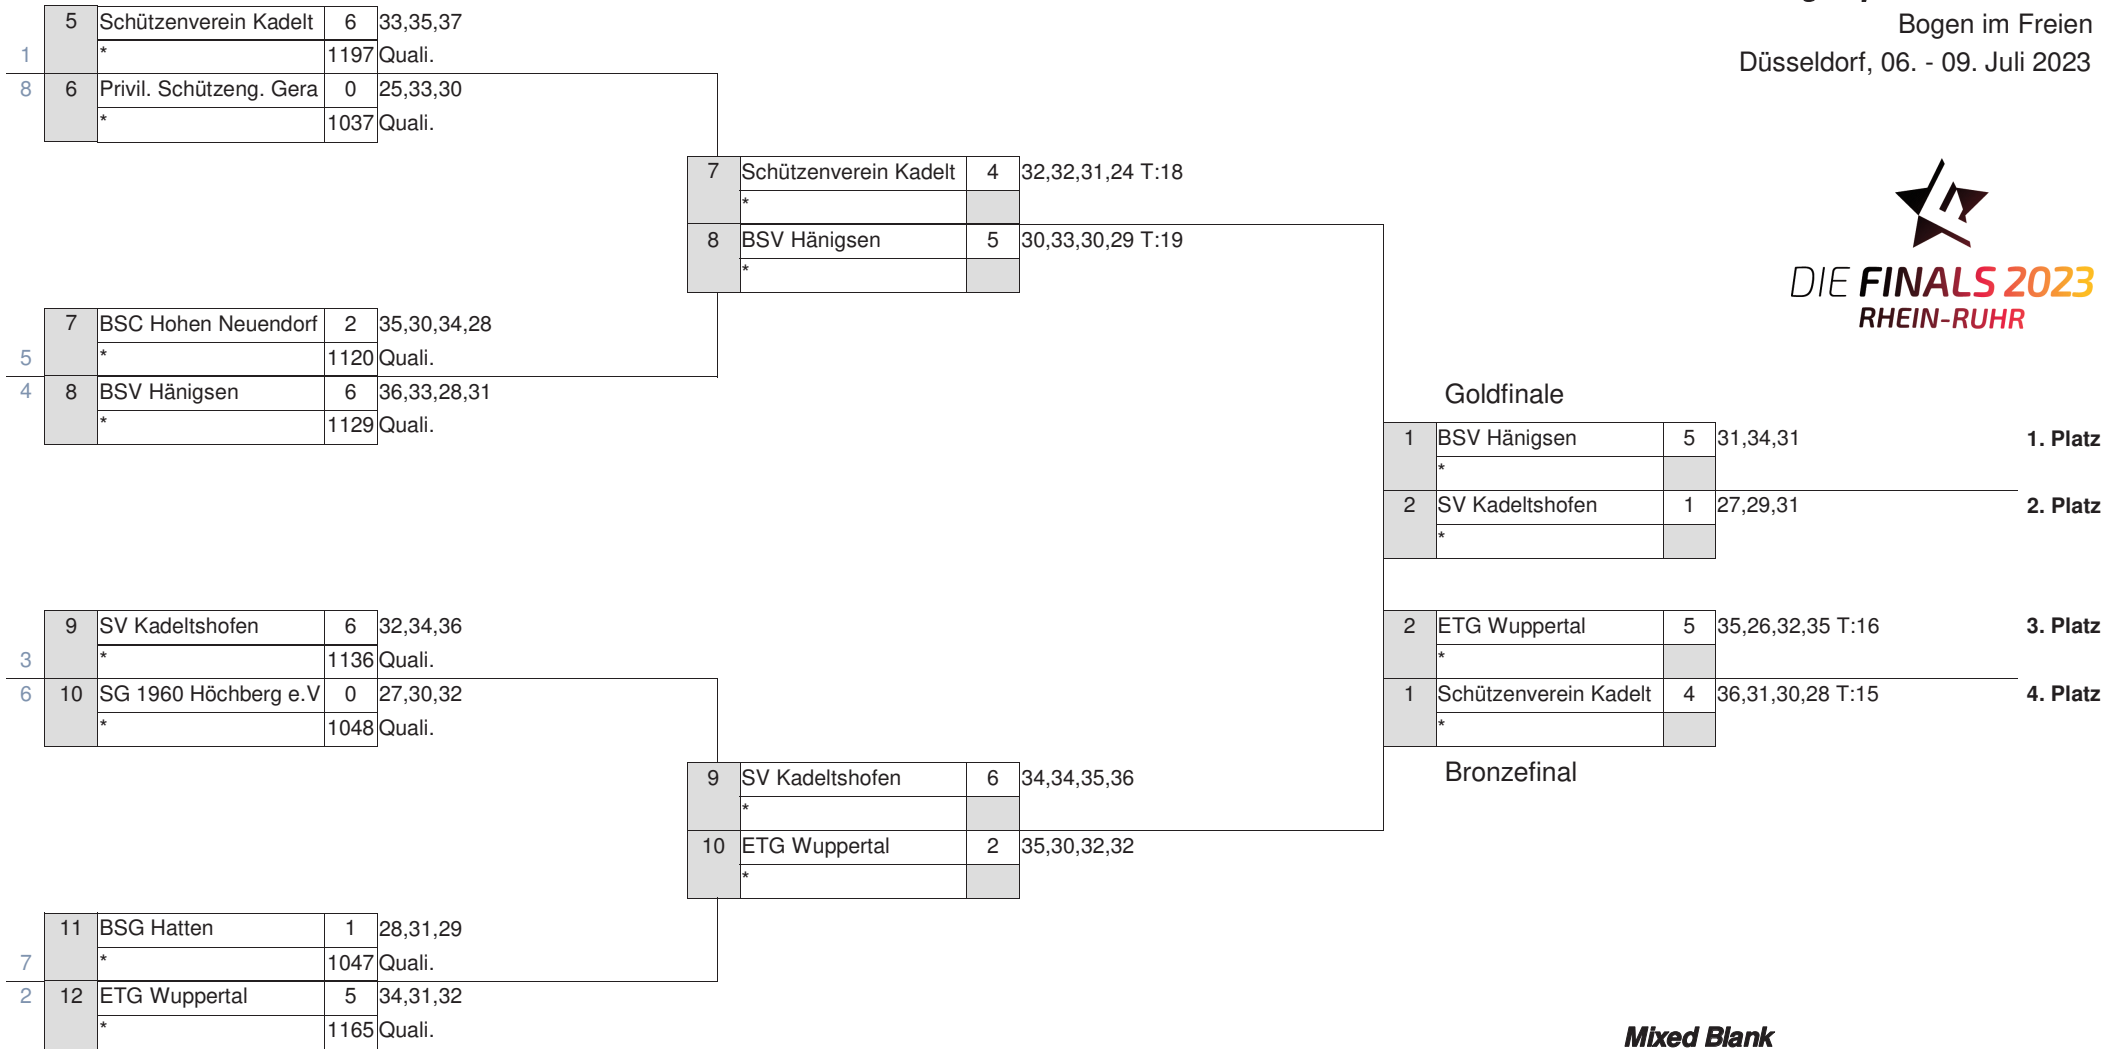 Bogen im Freien
Düsseldorf, 06. - 09. Juli 2023
5 Schützenverein Kadelt 6 33,35,37
1 * 1197 Quali.
8 6 Privil. Schützeng. Gera 0 25,33,30
* 1037 Quali.
7 Schützenverein Kadelt 4 32,32,31,24 T:18
*
8 BSV Hänigsen 5 30,33,30,29 T:19
*
DIE FINALS 2023
RHEIN-RUHR
7 BSC Hohen Neuendorf 2 35,30,34,28
5 * 1120 Quali.
4 8 BSV Hänigsen 6 36,33,28,31
* 1129 Quali.
Goldfinale
1 BSV Hänigsen 5 31,34,31 1. Platz
*
2 SV Kadeltshofen 1 27,29,31 2. Platz
*
9 SV Kadeltshofen 6 32,34,36
3 * 1136 Quali.
6 10 SG 1960 Höchberg e.V 0 27,30,32
* 1048 Quali.
2 ETG Wuppertal 5 35,26,32,35 T:16 3. Platz
*
1 Schützenverein Kadelt 4 36,31,30,28 T:15 4. Platz
*
Bronzefinal
9 SV Kadeltshofen 6 34,34,35,36
*
10 ETG Wuppertal 2 35,30,32,32
*
11 BSG Hatten 1 28,31,29
7 * 1047 Quali.
2 12 ETG Wuppertal 5 34,31,32
* 1165 Quali.
Mixed Blank